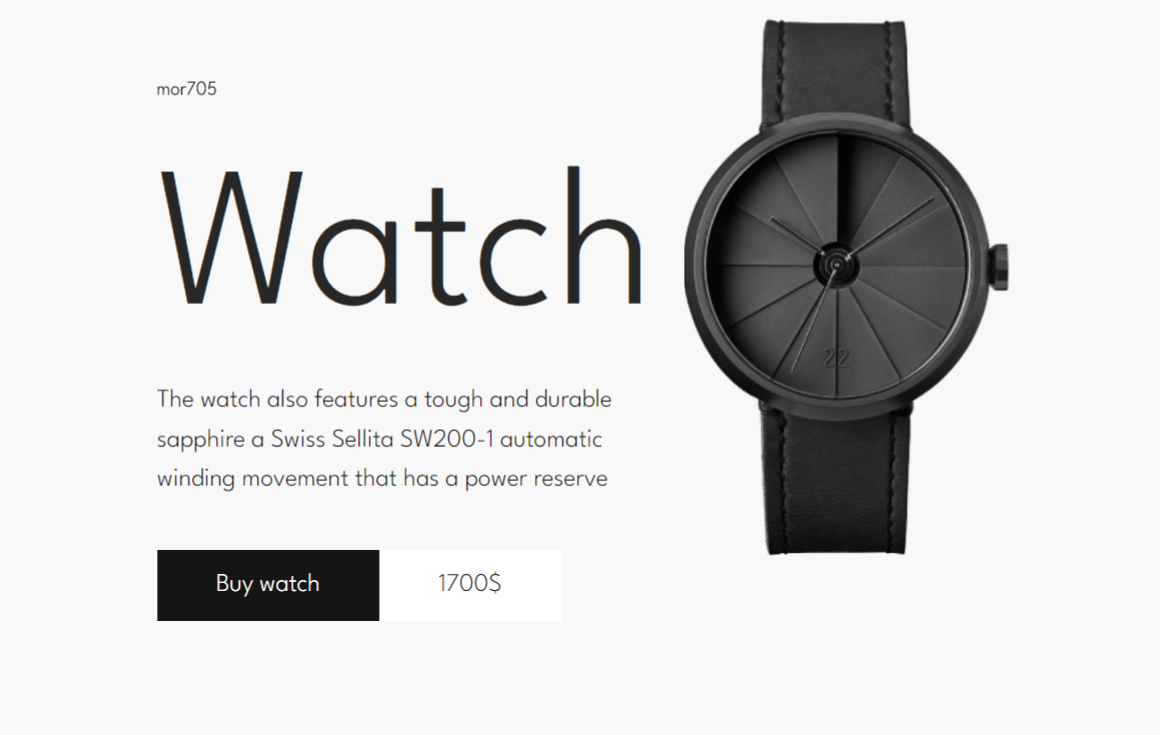 mor705
Watch
22
The watch also features a tough and durable
sapphire a Swiss Sellita SW200-1 automatic
winding movement that has a power reserve
Buy watch
1700$